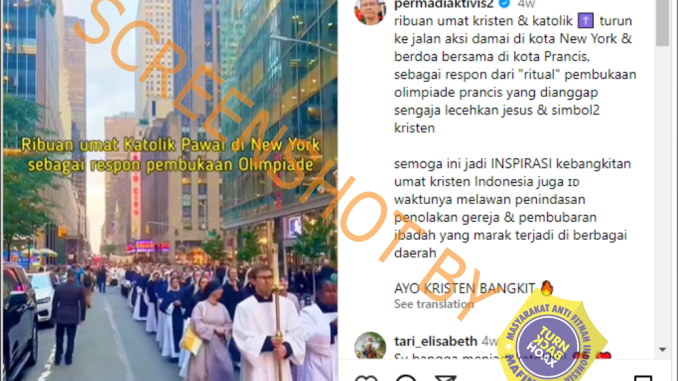 permadiaktivis2 4w
ribuan umat kristen & katolik ✝️ turun
ke jalan aksi damai di kota New York &
berdoa bersama di kota Prancis,
sebagai respon dari "ritual" pembukaan
olimpiade prancis yang dianggap
sengaja lecehkan jesus & simbol2
kristen
semoga ini jadi INSPIRASI kebangkitan
umat kristen Indonesia juga ID
waktunya melawan penindasan
penolakan gereja & pembubaran
ibadah yang marak terjadi di berbagai
daerah
AYO KRISTEN BANGKIT 🔥
See translation
tari_elisabeth 4w
Ribuan umat Katolik Pawai di New York
sebagai respon pembukaan Olimpiade
SCREENSHOT BY
MASYARAKAT ANTI FITNAH INDONESIA
TURN
BACK
HOAX